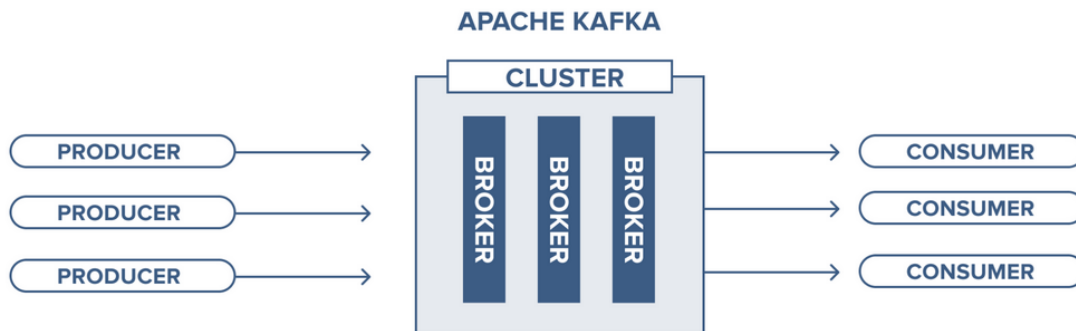 APACHE KAFKA
CLUSTER
PRODUCER
PRODUCER
PRODUCER
BROKER
BROKER
BROKER
CONSUMER
CONSUMER
CONSUMER